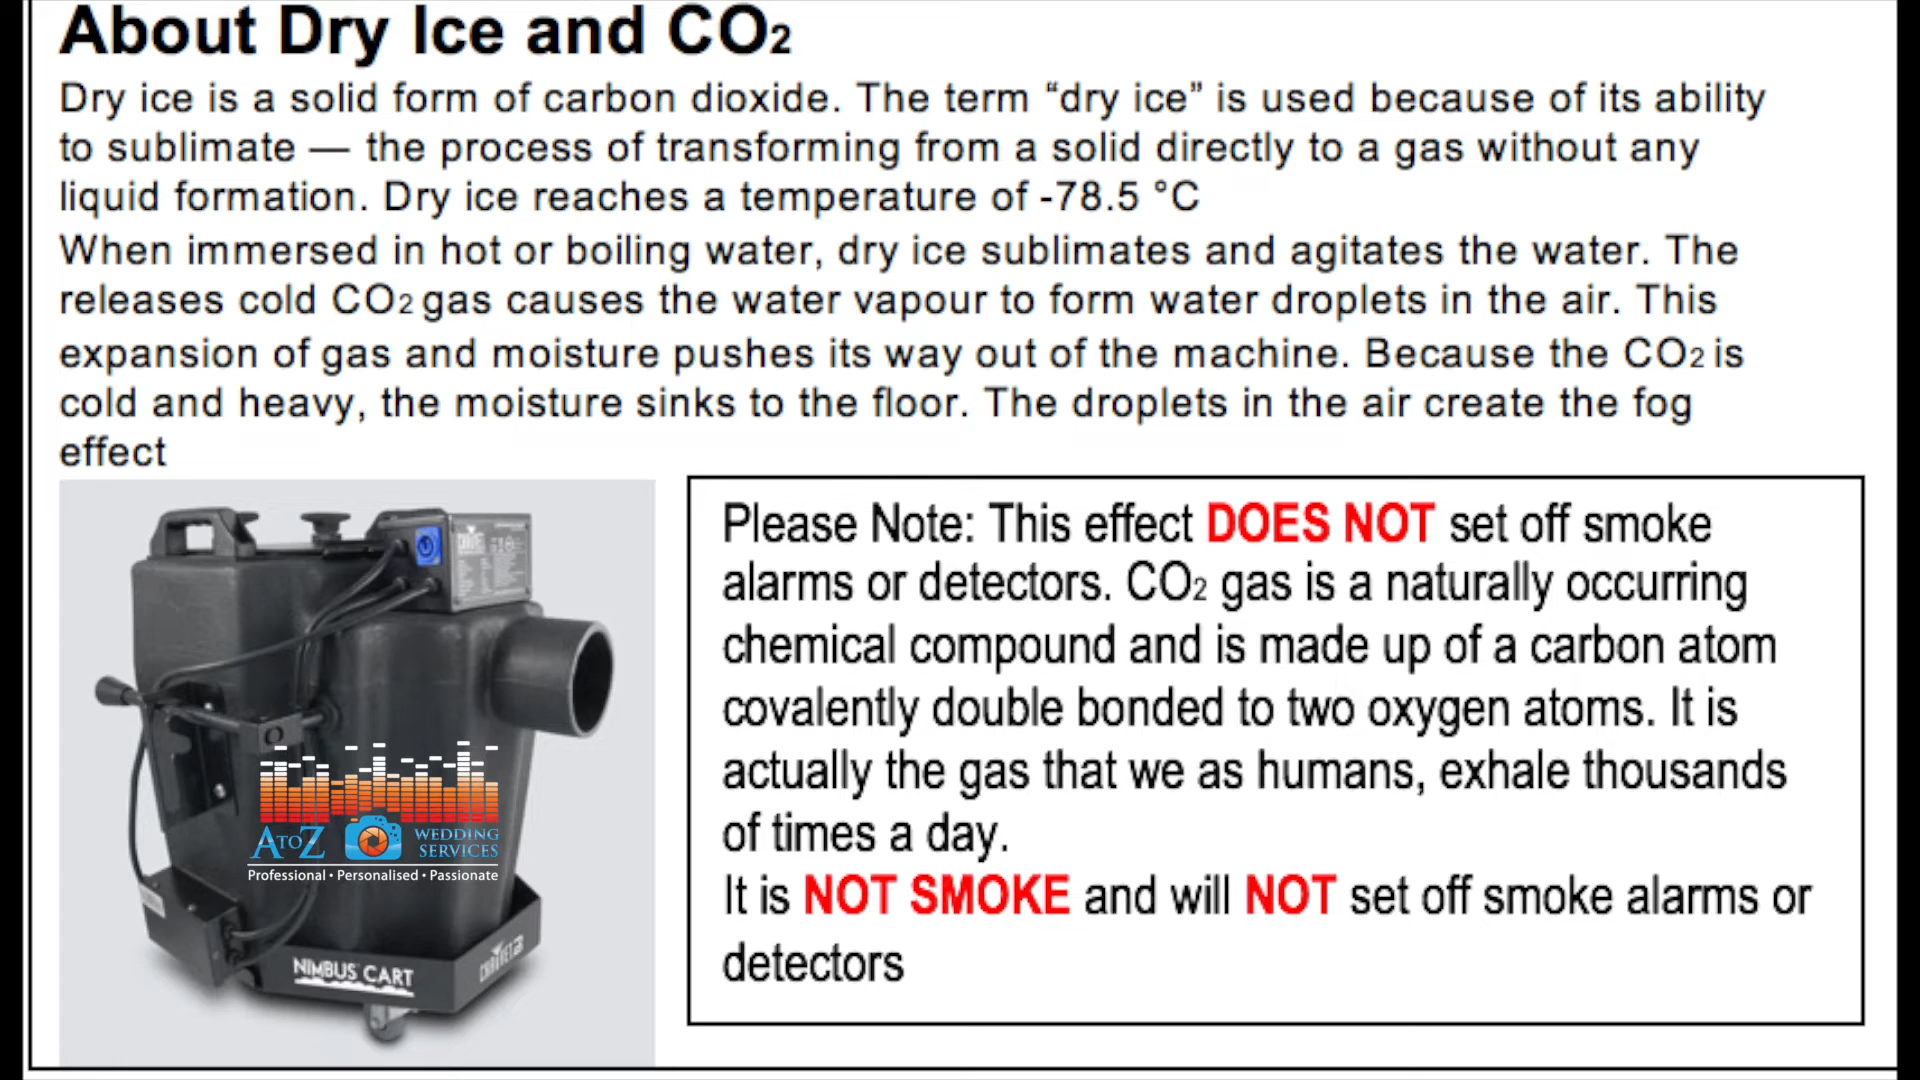 About Dry Ice and CO2
Dry ice is a solid form of carbon dioxide. The term “dry ice” is used because of its ability
to sublimate — the process of transforming from a solid directly to a gas without any
liquid formation. Dry ice reaches a temperature of -78.5 °C
When immersed in hot or boiling water, dry ice sublimates and agitates the water. The
releases cold CO2 gas causes the water vapour to form water droplets in the air. This
expansion of gas and moisture pushes its way out of the machine. Because the CO2 is
cold and heavy, the moisture sinks to the floor. The droplets in the air create the fog
effect
Please Note: This effect DOES NOT set off smoke
alarms or detectors. CO2 gas is a naturally occurring
chemical compound and is made up of a carbon atom
covalently double bonded to two oxygen atoms. It is
actually the gas that we as humans, exhale thousands
of times a day.
It is NOT SMOKE and will NOT set off smoke alarms or
detectors
CHAUVET
A TO Z WEDDING
SERVICES
Professional • Personalised • Passionate
NIMBUS CART
CHAUVET